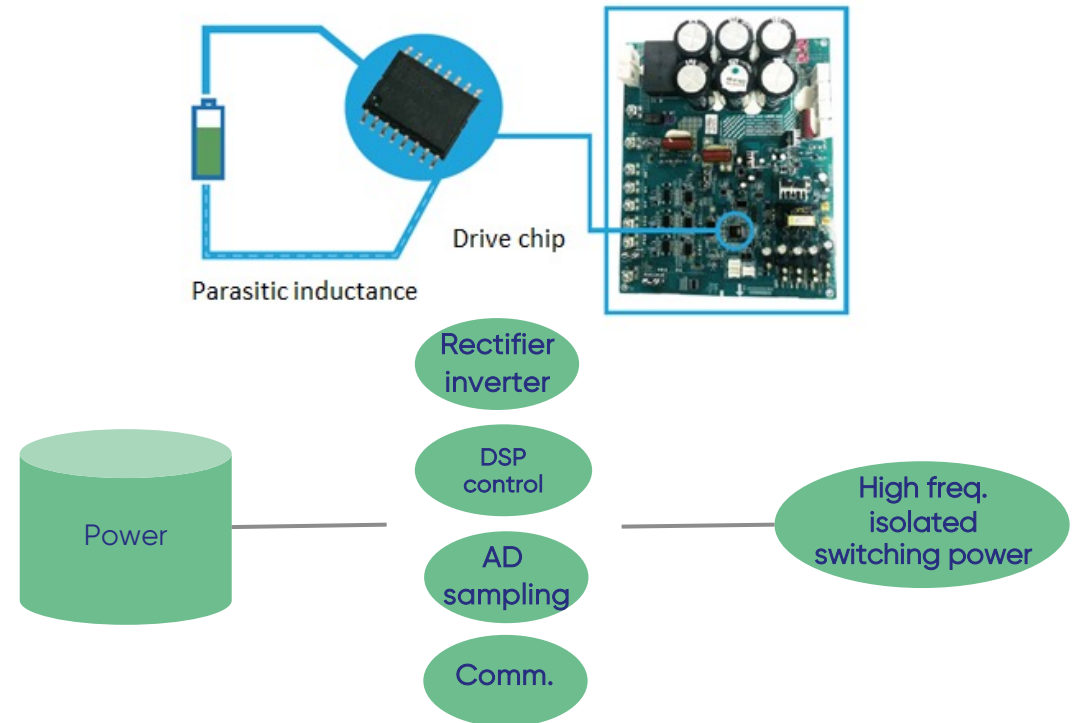 Drive chip
Parasitic inductance
Rectifier
inverter
DSP
control
AD
sampling
Comm.
Power
High freq.
isolated
switching power